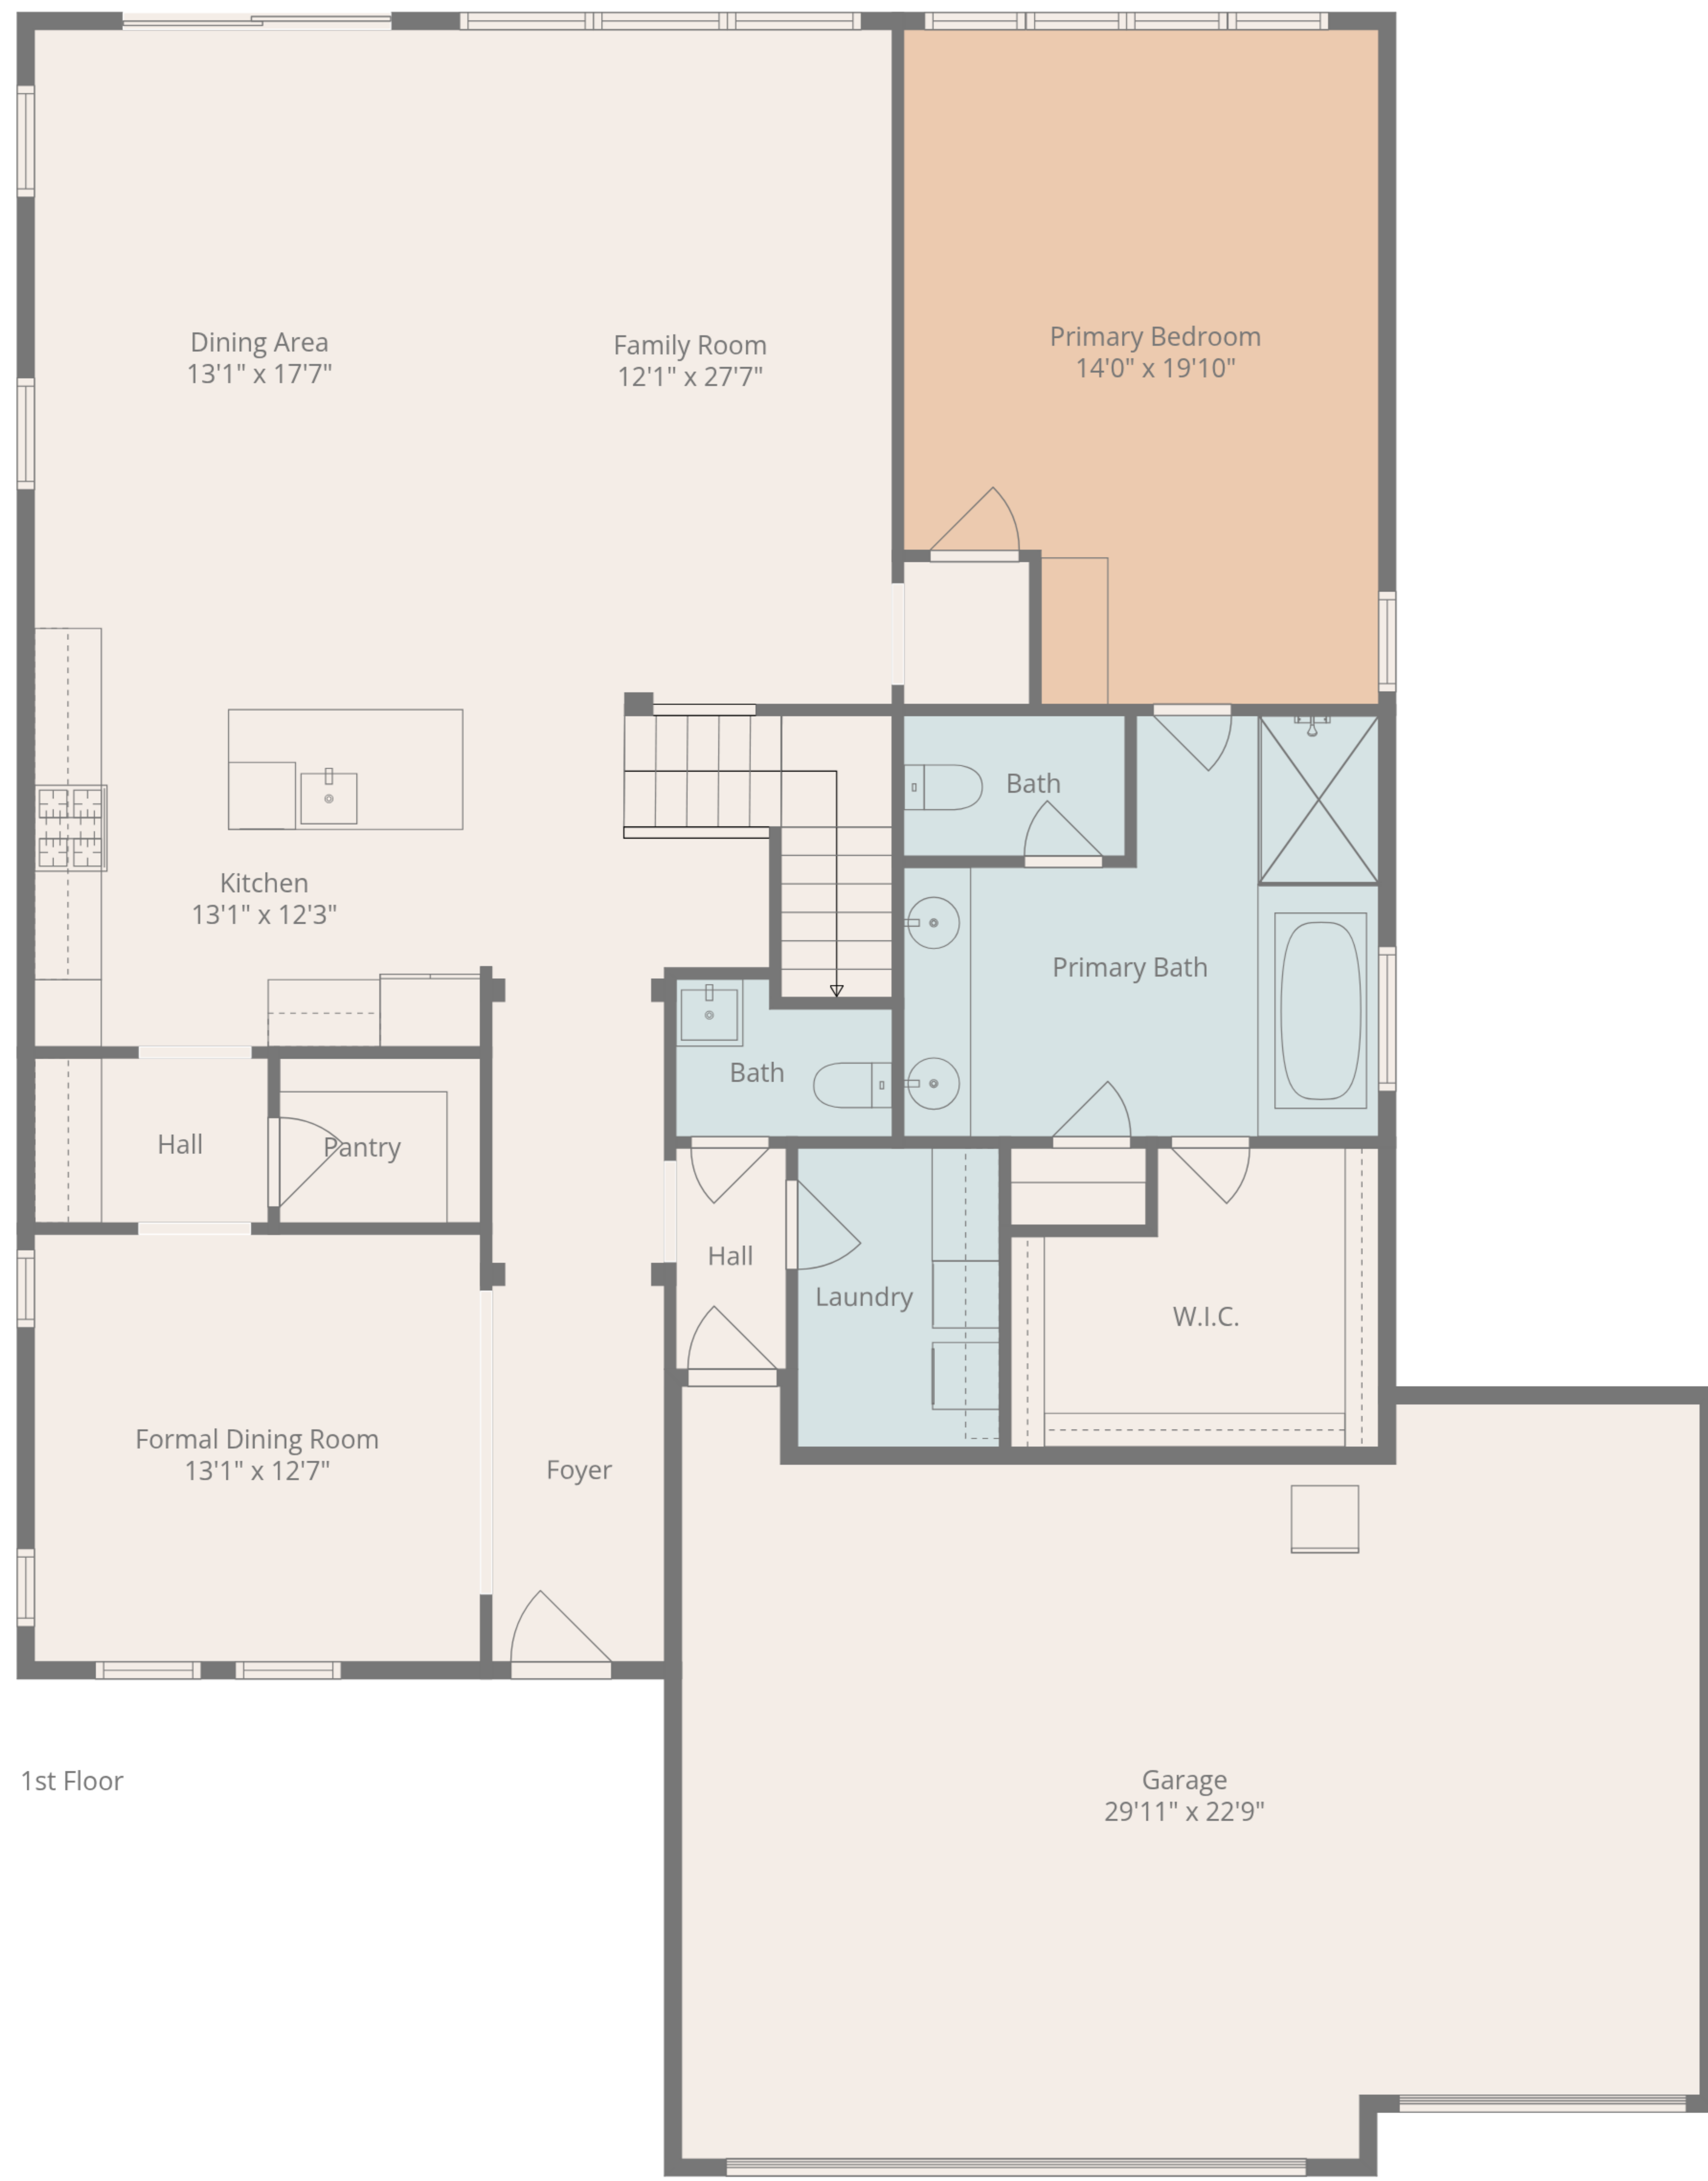 Dining Area
13'1" x 17'7"
Family Room
12'1" x 27'7"
Primary Bedroom
14'0" x 19'10"
Bath
Kitchen
13'1" x 12'3"
Primary Bath
Bath
Hall
Pantry
Hall
Laundry
W.I.C.
Formal Dining Room
13'1" x 12'7"
Foyer
1st Floor
Garage
29'11" x 22'9"